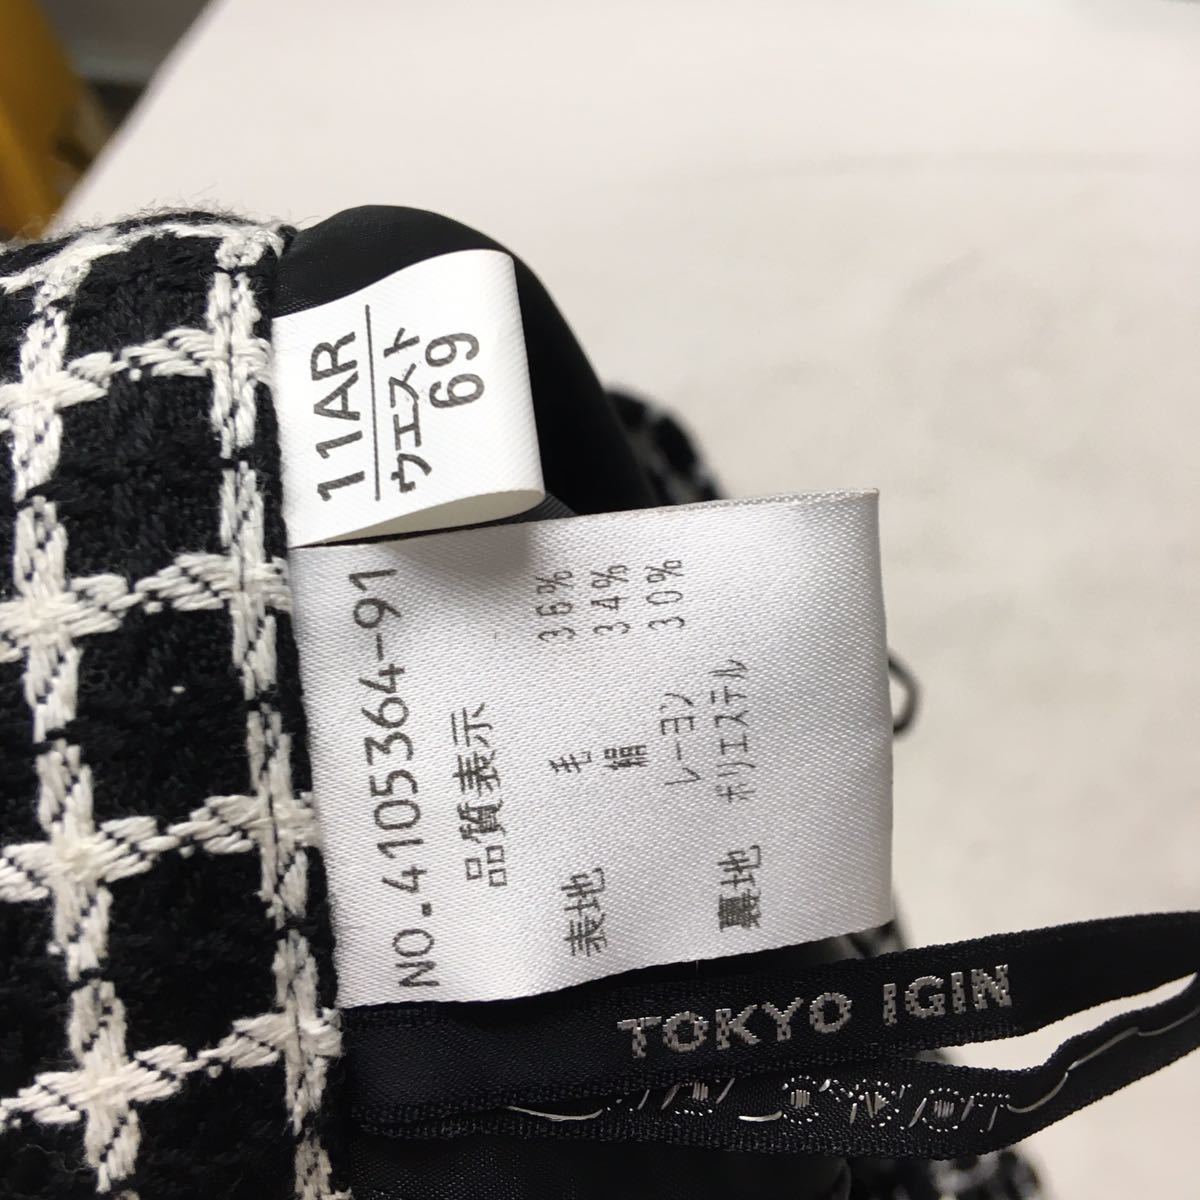 11AR
ウエスト
69
NO.4105364-91
品質表示
表地 毛 36%
絹 34%
レーヨン 30%
裏地 ポリエステル
TOKYO IGIN